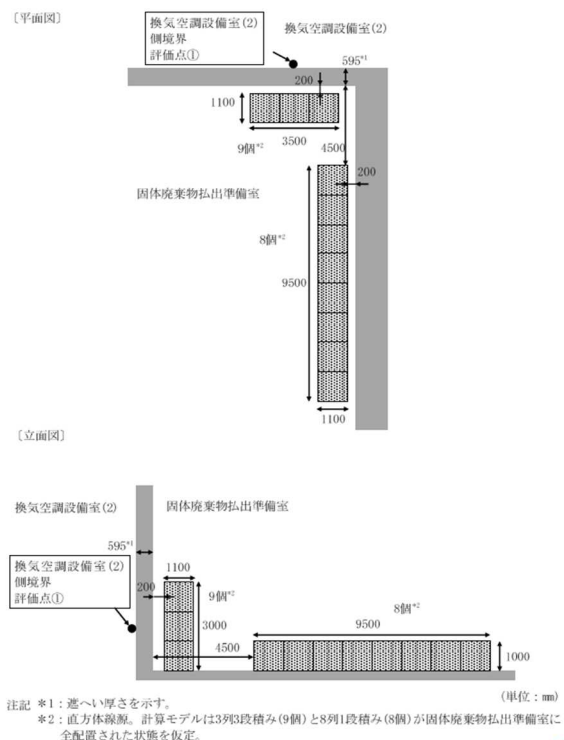 〔平面図〕
換気空調設備室(2)
側境界
評価点①
換気空調設備室(2)
595*1
200
1100
3500
9個*2
4500
200
固体廃棄物払出準備室
8個*2
9500
1100
〔立面図〕
換気空調設備室(2)
固体廃棄物払出準備室
595*1
換気空調設備室(2)
側境界
評価点①
1100
200
9個*2
3000
4500
8個*2
9500
1000
(単位：mm)
注記 *1：遮へい厚さを示す。
*2：直方体線源。計算モデルは3列3段積み(9個)と8列1段積み(8個)が固体廃棄物払出準備室に
全配置された状態を仮定。